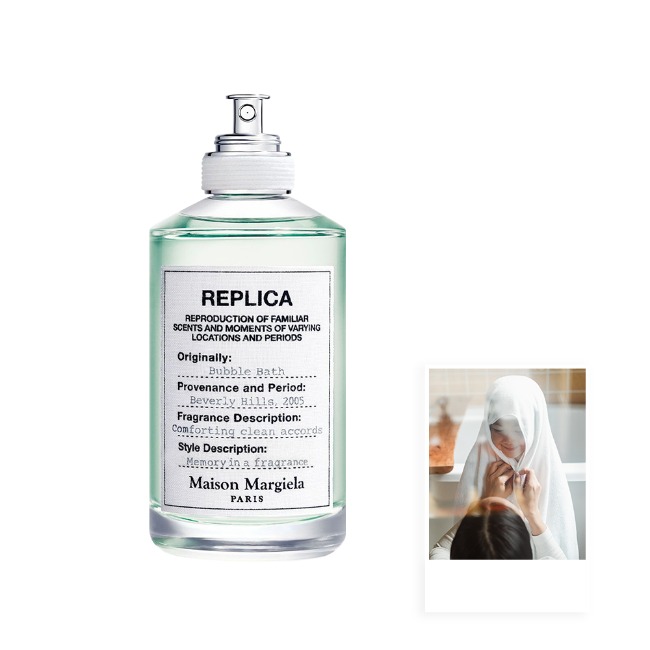 REPLICA
REPRODUCTION OF FAMILIAR
SCENTS AND MOMENTS OF VARYING
LOCATIONS AND PERIODS
Originally:
Bubble Bath
Provenance and Period:
Beverly Hills, 2005
Fragrance Description:
Comforting clean accords
Style Description:
Memory in a fragrance
Maison Margiela
PARIS